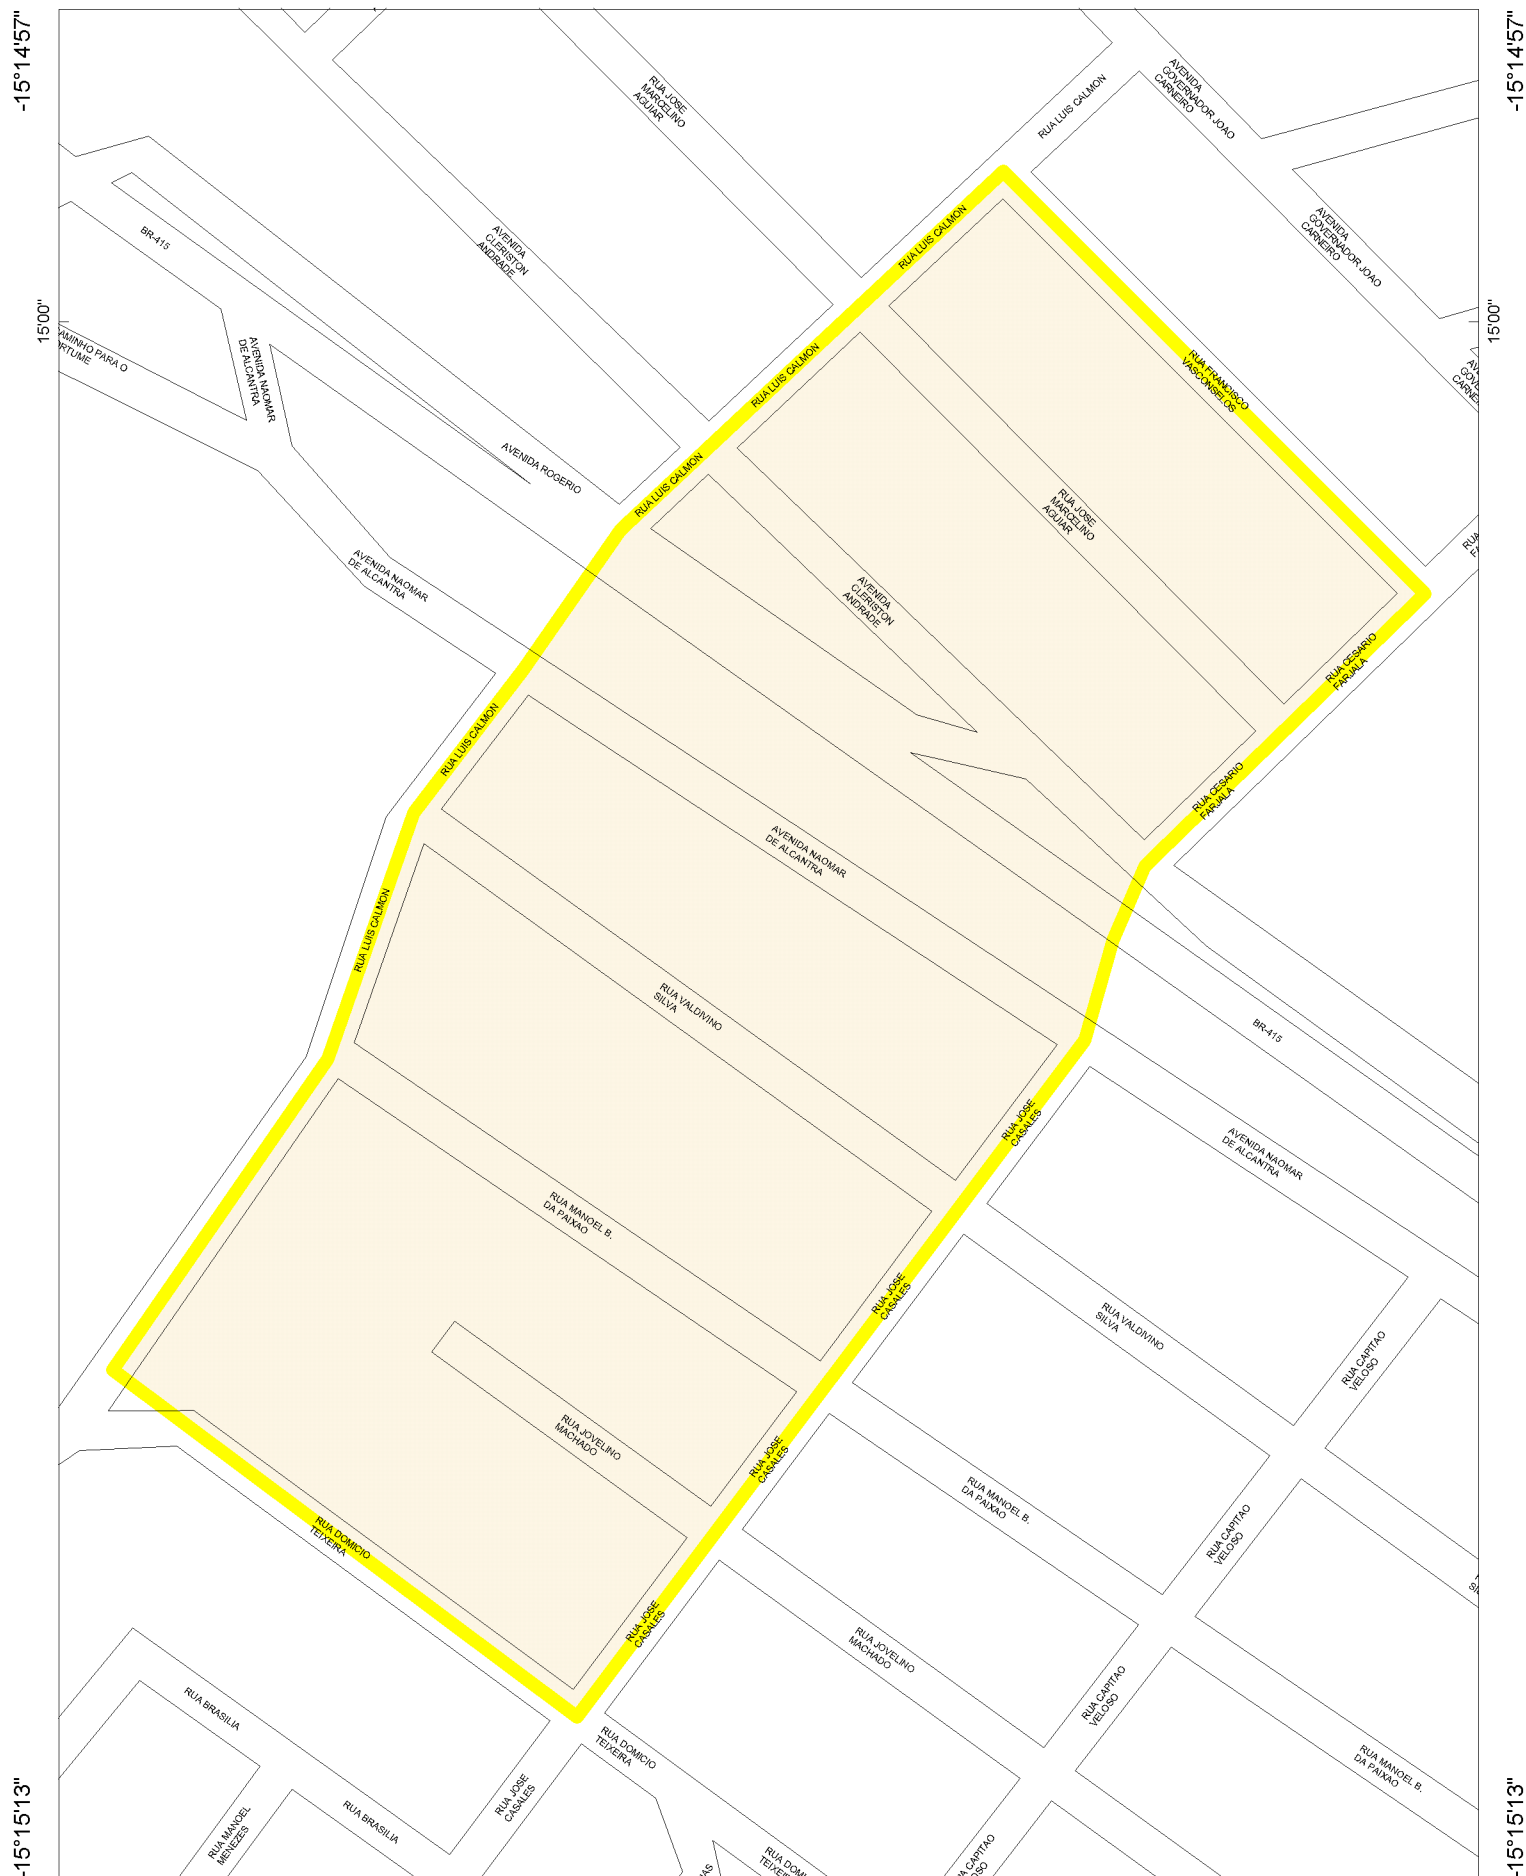 -15°14'57"
-15°14'57"
RUA JOSE
MARCELINO
AGUIAR
RUA LUIS CALMON
AVENIDA
GOVERNADOR JOAO
CARNEIRO
BR-415
AVENIDA
CLERISTON
ANDRADE
RUA LUIS CALMON
AVENIDA
GOVERNADOR JOAO
CARNEIRO
15'00"
15'00"
AMINHO PARA O
RTUME
AVENIDA NAOMAR
DE ALCANTRA
RUA LUIS CALMON
RUA FRANCISCO
VASCONSELOS
AVENIDA ROGERIO
RUA LUIS CALMON
RUA JOSE
MARCELINO
AGUIAR
RUA
AVENIDA NAOMAR
DE ALCANTRA
AVENIDA
CLERISTON
ANDRADE
RUA CESARIO
FARJALA
RUA LUIS CALMON
RUA CESARIO
FARJALA
AVENIDA NAOMAR
DE ALCANTRA
RUA LUIS CALMON
RUA VALDIVINO
SILVA
BR-415
RUA JOSE
CASALES
AVENIDA NAOMAR
DE ALCANTRA
RUA MANOEL B.
DA PAIXAO
RUA JOSE
CASALES
RUA VALDIVINO
SILVA
RUA CAPITAO
VELOSO
RUA JOVELINO
MACHADO
RUA JOSE
CASALES
RUA MANOEL B.
DA PAIXAO
RUA CAPITAO
VELOSO
RUA DOMICIO
TEIXEIRA
RUA JOSE
CASALES
RUA JOVELINO
MACHADO
RUA CAPITAO
VELOSO
RUA BRASILIA
RUA DOMICIO
TEIXEIRA
RUA MANOEL B.
DA PAIXAO
RUA JOSE
CASALES
RUA MANOEL
MENEZES
RUA BRASILIA
-15°15'13"
-15°15'13"